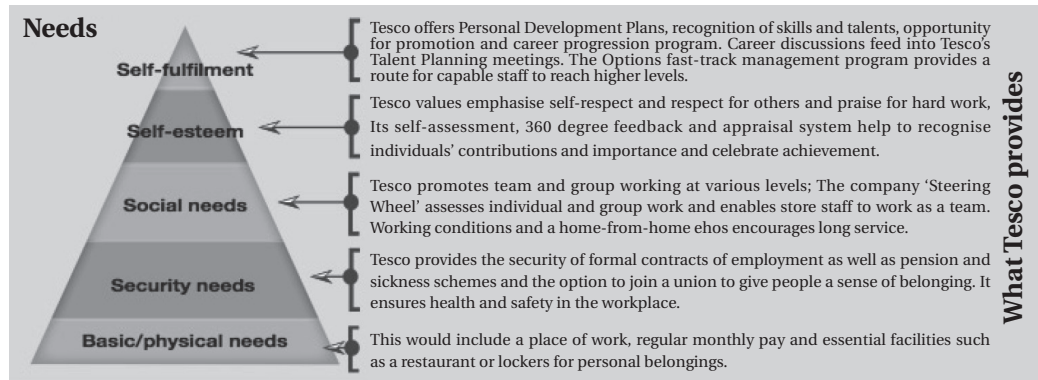 Needs
Self-fulfilment
Tesco offers Personal Development Plans, recognition of skills and talents, opportunity
for promotion and career progression program. Career discussions feed into Tesco's
Talent Planning meetings. The Options fast-track management program provides a
route for capable staff to reach higher levels.
Self-esteem
Tesco values emphasise self-respect and respect for others and praise for hard work,
Its self-assessment, 360 degree feedback and appraisal system help to recognise
individuals' contributions and importance and celebrate achievement.
Social needs
Tesco promotes team and group working at various levels; The company 'Steering
Wheel' assesses individual and group work and enables store staff to work as a team.
Working conditions and a home-from-home ehos encourages long service.
Security needs
Tesco provides the security of formal contracts of employment as well as pension and
sickness schemes and the option to join a union to give people a sense of belonging. It
ensures health and safety in the workplace.
Basic/physical needs
This would include a place of work, regular monthly pay and essential facilities such
as a restaurant or lockers for personal belongings.
What Tesco provides